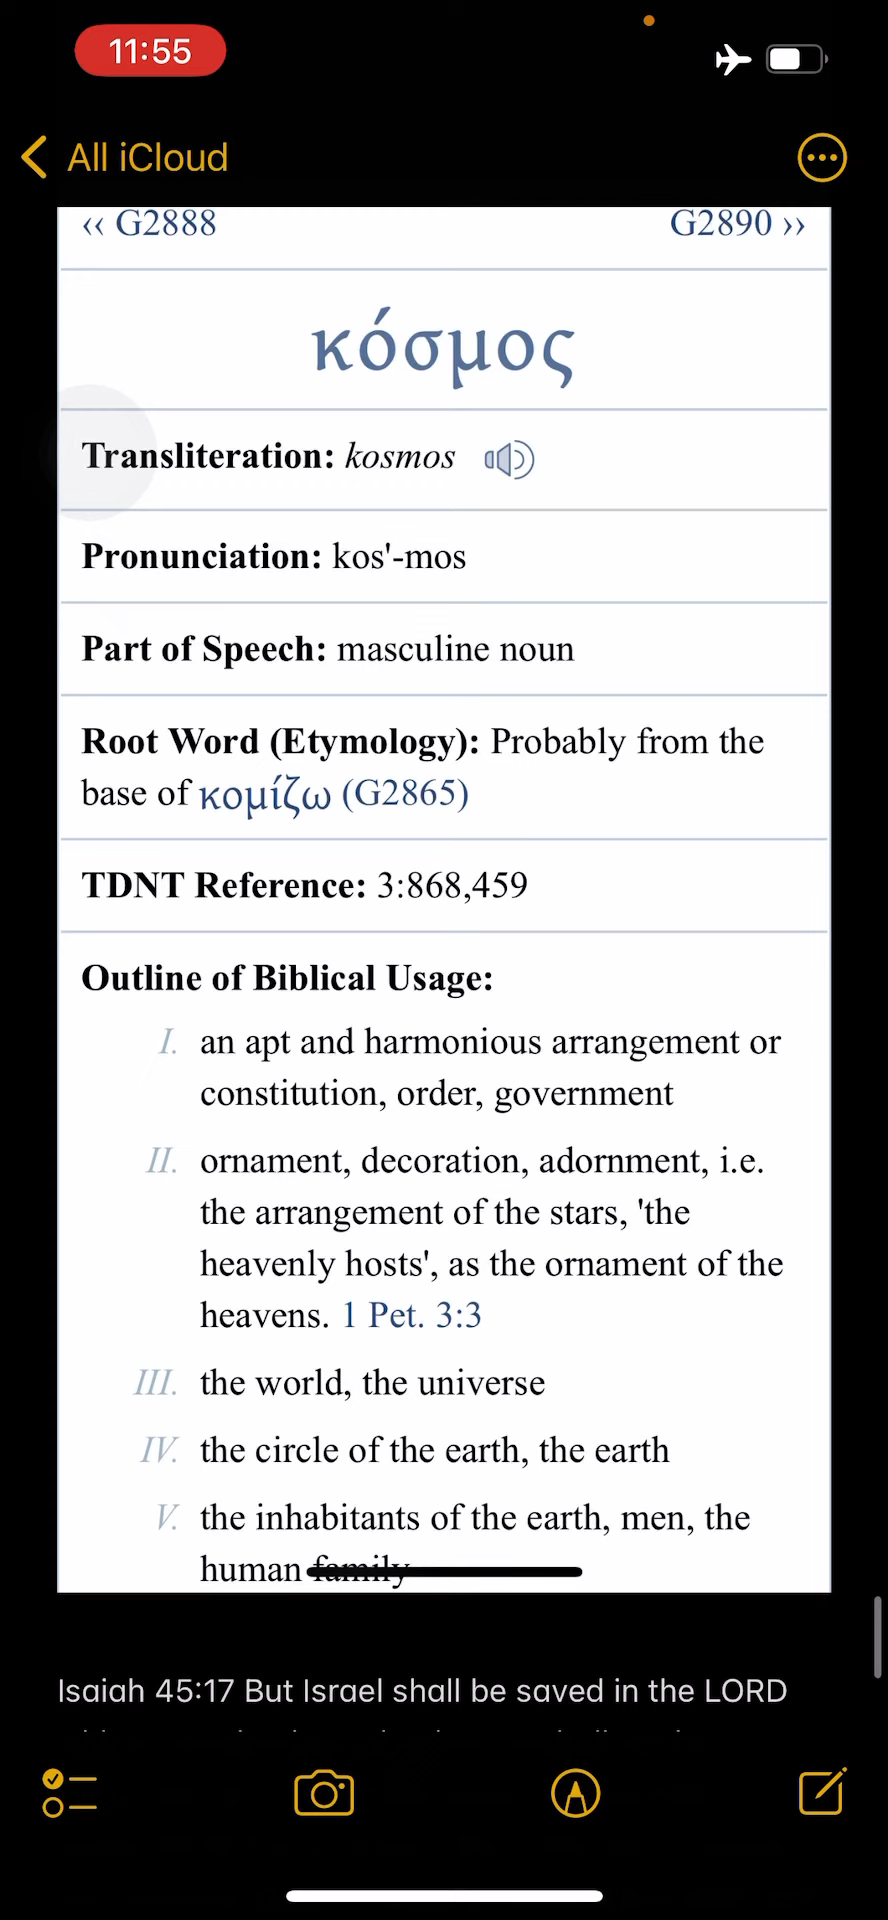 11:55
All iCloud
‹‹ G2888 G2890 ››
κόσμος
Transliteration: kosmos
Pronunciation: kos'-mos
Part of Speech: masculine noun
Root Word (Etymology): Probably from the
base of κομίζω (G2865)
TDNT Reference: 3:868,459
Outline of Biblical Usage:
I. an apt and harmonious arrangement or
constitution, order, government
II. ornament, decoration, adornment, i.e.
the arrangement of the stars, 'the
heavenly hosts', as the ornament of the
heavens. 1 Pet. 3:3
III. the world, the universe
IV. the circle of the earth, the earth
V. the inhabitants of the earth, men, the
human family
Isaiah 45:17 But Israel shall be saved in the LORD